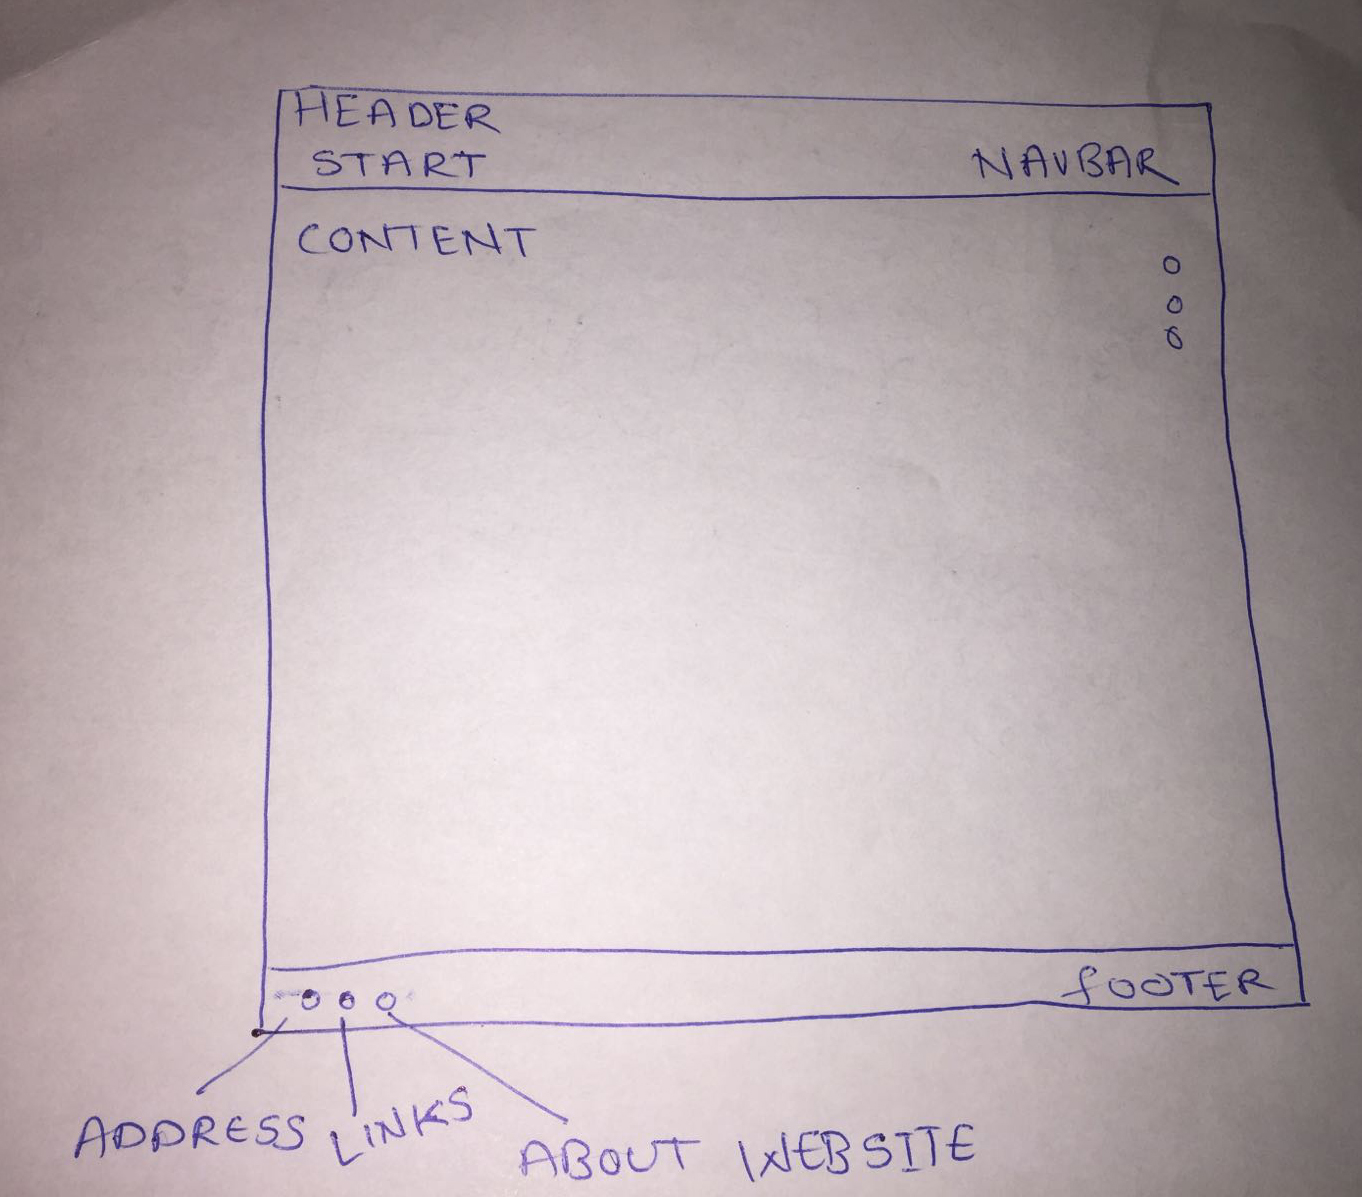 HEADER
START NAVBAR
CONTENT
fOOTER
ADDRESS LINKS ABOUT WEBSITE